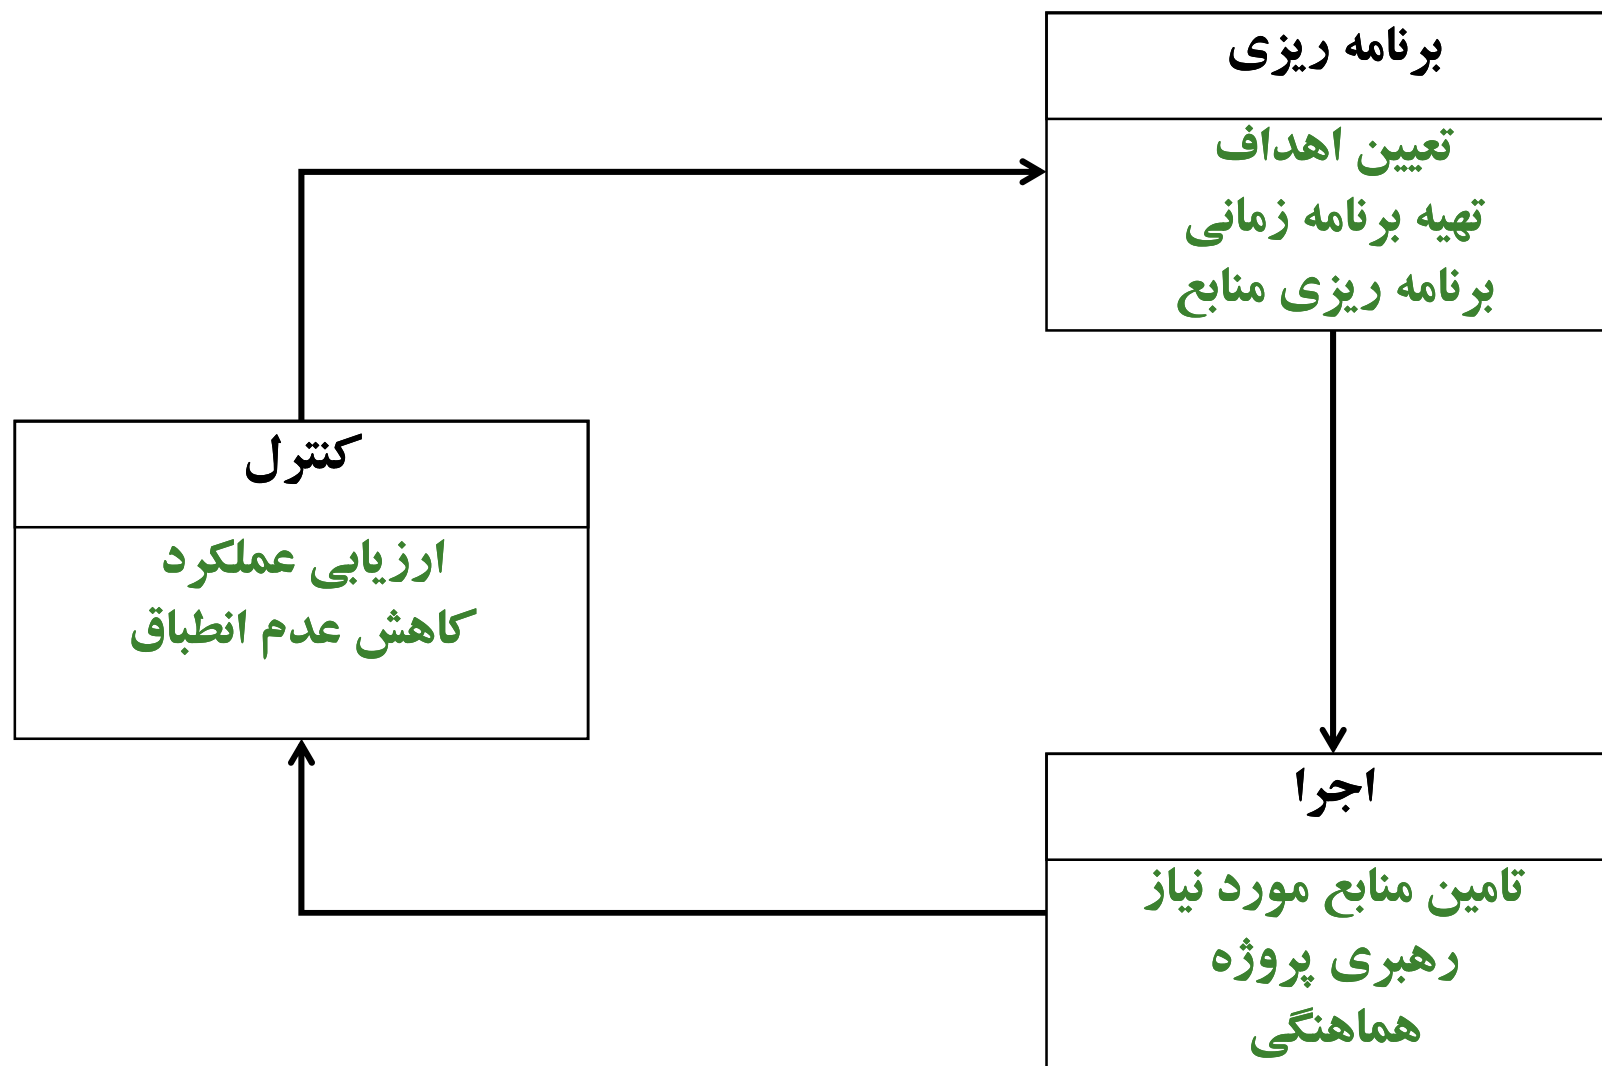 برنامه ریزی
تعیین اهداف
تهیه برنامه زمانی
برنامه ریزی منابع
کنترل
ارزیابی عملکرد
کاهش عدم انطباق
اجرا
تامین منابع مورد نیاز
رهبری پروژه
هماهنگی